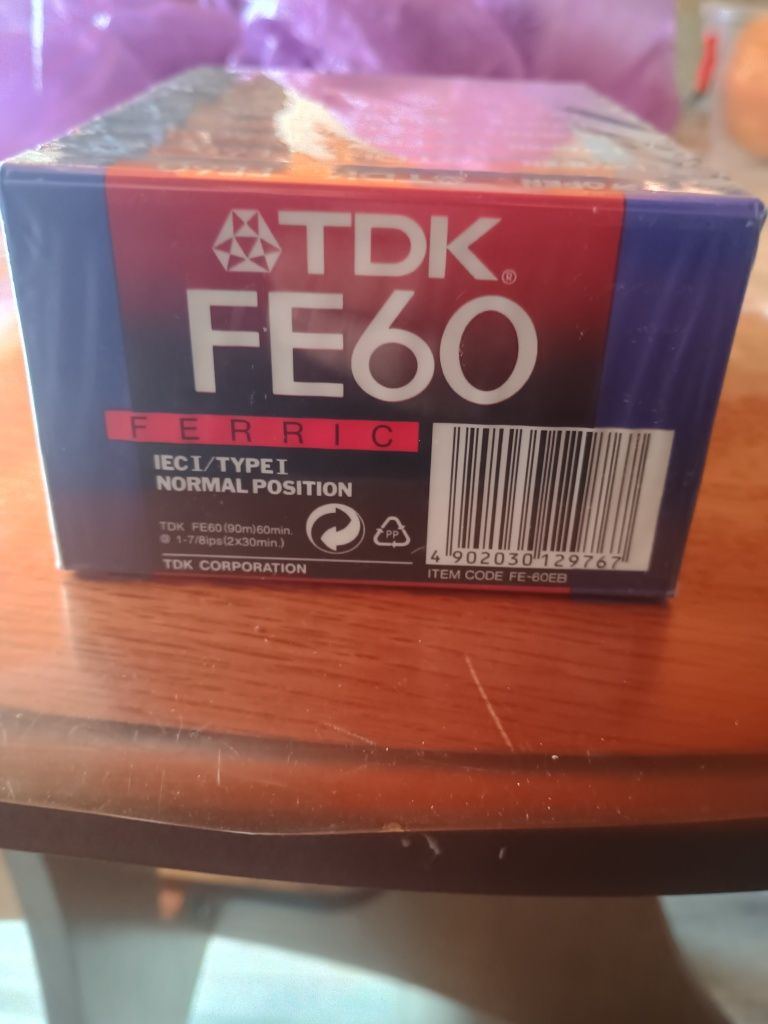 TDK®
FE60
FERRIC
IEC I/TYPE I
NORMAL POSITION
TDK FE60(90m)60min.
@ 1-7/8ips(2x30min.)
PP
TDK CORPORATION
4 902030 129767
ITEM CODE FE-60EB